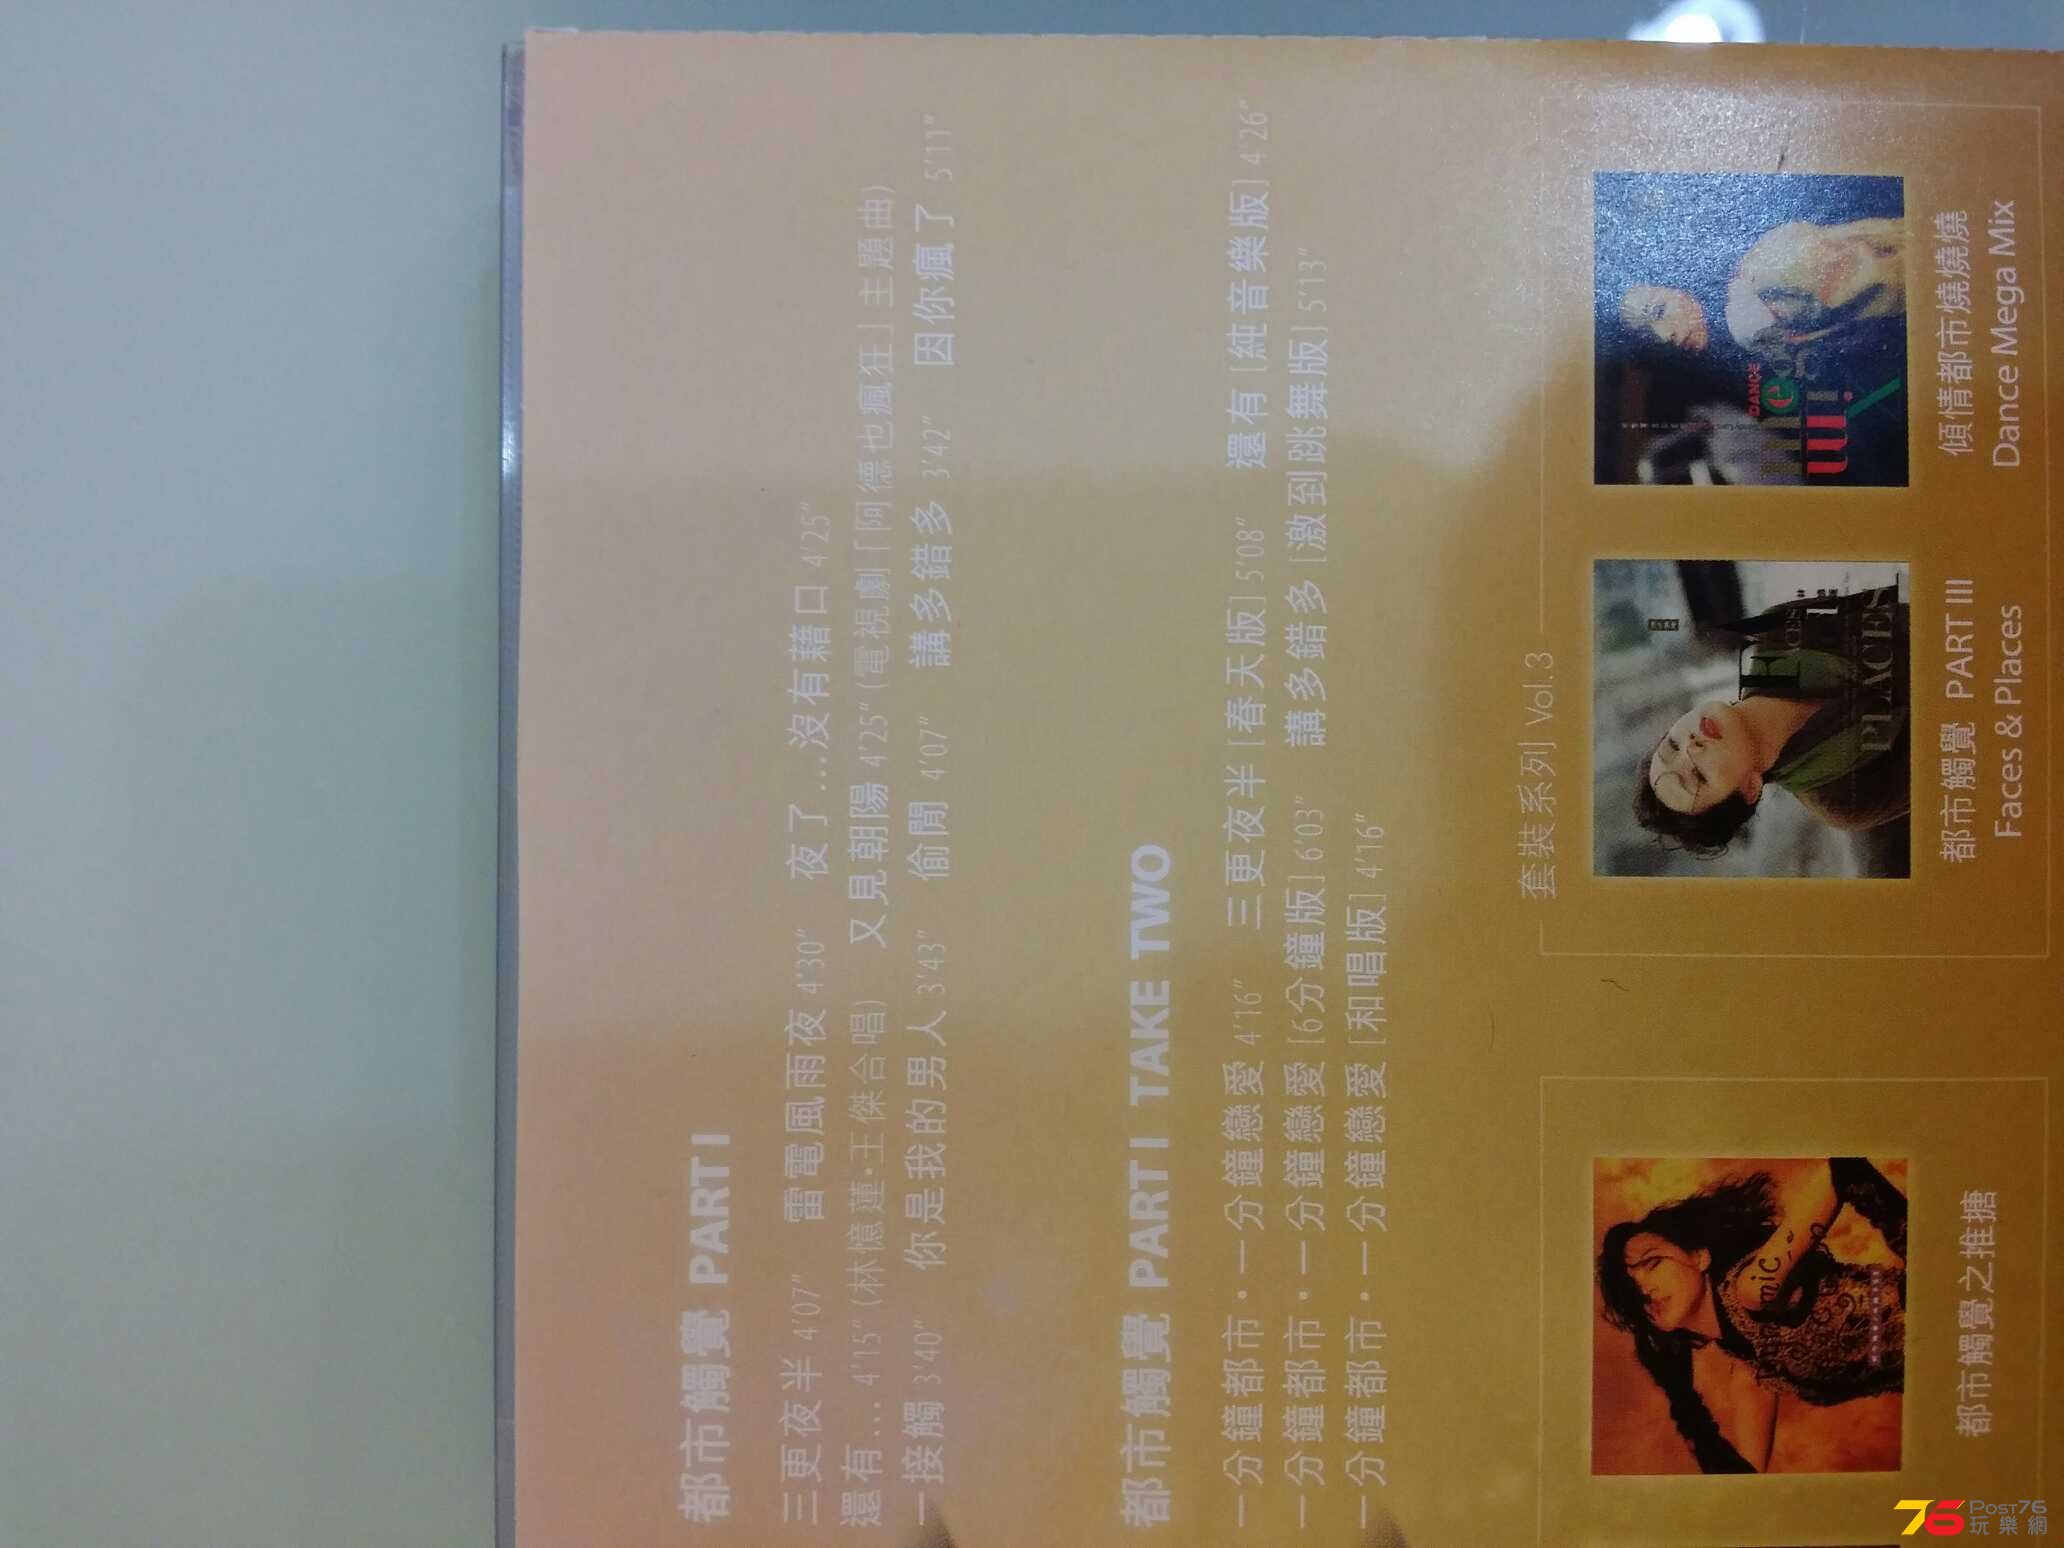 都市觸覺 PART I
三更夜半 4'07" 雷電風雨夜 4'30" 夜了...沒有藉口 4'25"
還有... 4'15" (林憶蓮·王傑合唱) 又見朝陽 4'25" (電視劇「阿德也瘋狂」主題曲)
一接觸 3'40" 你是我的男人 3'43" 偷閒 4'07" 講多錯多 3'42" 因你瘋了 5'11"
都市觸覺 PART I TAKE TWO
一分鐘都市·一分鐘戀愛 4'16" 三更夜半 [春天版] 5'08" 還有 [純音樂版] 4'26"
一分鐘都市·一分鐘戀愛 [6分鐘版] 6'03" 講多錯多 [激到跳舞版] 5'13"
一分鐘都市·一分鐘戀愛 [和唱版] 4'16"
套裝系列 Vol.3
FACES
PLACES
DANCE
mega
mix
都市觸覺之推搪
都市觸覺 PART III
Faces & Places
傾情都市燒燒
Dance Mega Mix
76 POST76
玩樂網